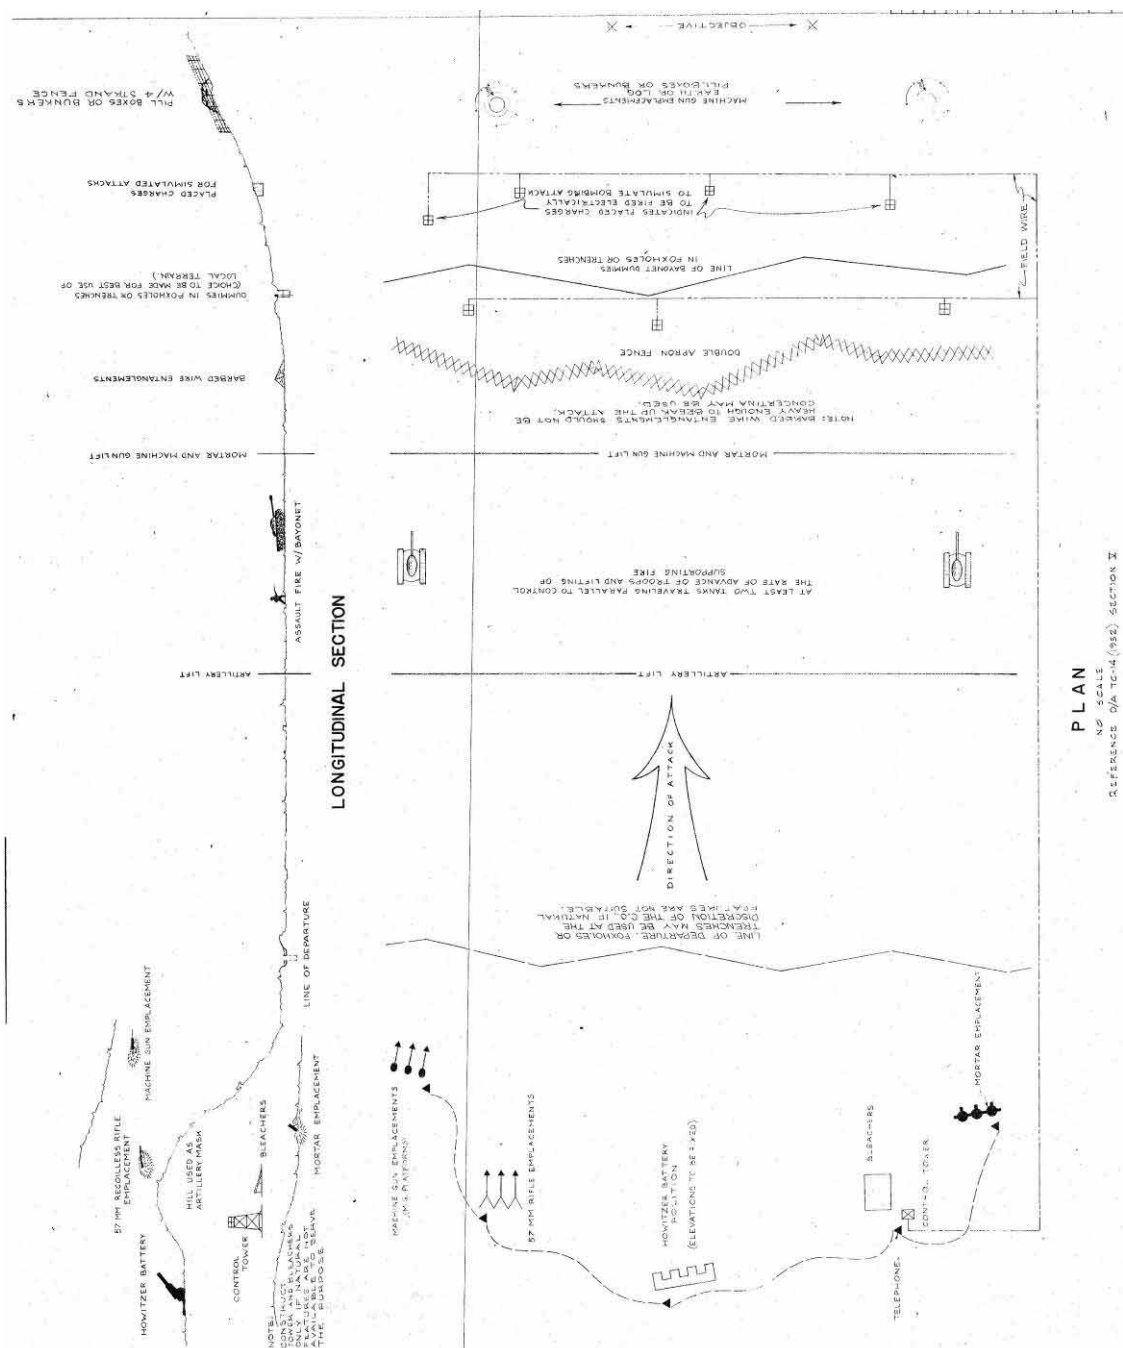 OBJECTIVE
MACHINE GUN EMPLACEMENTS
EARTH OR LOG
PILL BOXES OR BUNKERS
INDICATES PLACED CHARGES
TO BE FIRED ELECTRICALLY
TO SIMULATE BOMBING ATTACK
FIELD WIRE
LINE OF BAYONET DUMMIES
IN FOXHOLES OR TRENCHES
DOUBLE APRON FENCE
NOTE: BARBED WIRE ENTANGLEMENTS SHOULD NOT BE
HEAVY ENOUGH TO BREAK UP THE ATTACK.
CONCERTINA MAY BE USED.
MORTAR AND MACHINE GUN LIFT
AT LEAST TWO TANKS TRAVELING PARALLEL TO CONTROL
THE RATE OF ADVANCE OF TROOPS AND LIFTING OF
SUPPORTING FIRE
ARTILLERY LIFT
DIRECTION OF ATTACK
LINE OF DEPARTURE. FOXHOLES OR
TRENCHES MAY BE USED AT THE
DISCRETION OF THE C.O., IF NATURAL
FEATURES ARE NOT SUITABLE.
MACHINE GUN EMPLACEMENTS
(M.G. PLATFORMS)
57 MM RIFLE EMPLACEMENTS
HOWITZER BATTERY
POSITION
(ELEVATIONS TO BE FIXED)
BLEACHERS
CONTROL TOWER
TELEPHONE
MORTAR EMPLACEMENT
PLAN
NO SCALE
REFERENCE D/A TC-14 (1952) SECTION V
PILL BOXES OR BUNKERS
W/4 STRAND FENCE
PLACED CHARGES
FOR SIMULATED ATTACKS
DUMMIES IN FOXHOLES OR TRENCHES
(CHOICE TO BE MADE FOR BEST USE OF
LOCAL TERRAIN.)
BARBED WIRE ENTANGLEMENTS
MORTAR AND MACHINE GUN LIFT
ASSAULT FIRE W/BAYONET
ARTILLERY LIFT
LONGITUDINAL SECTION
LINE OF DEPARTURE
MACHINE GUN EMPLACEMENT
57 MM RECOILLESS RIFLE
EMPLACEMENT
HILL USED AS
ARTILLERY MASK
HOWITZER BATTERY
BLEACHERS
CONTROL
TOWER
MORTAR EMPLACEMENT
NOTE:
CONSTRUCT
TOWER AND BLEACHERS
ONLY IF NATURAL
FEATURES ARE NOT
AVAILABLE TO SERVE
THE PURPOSE